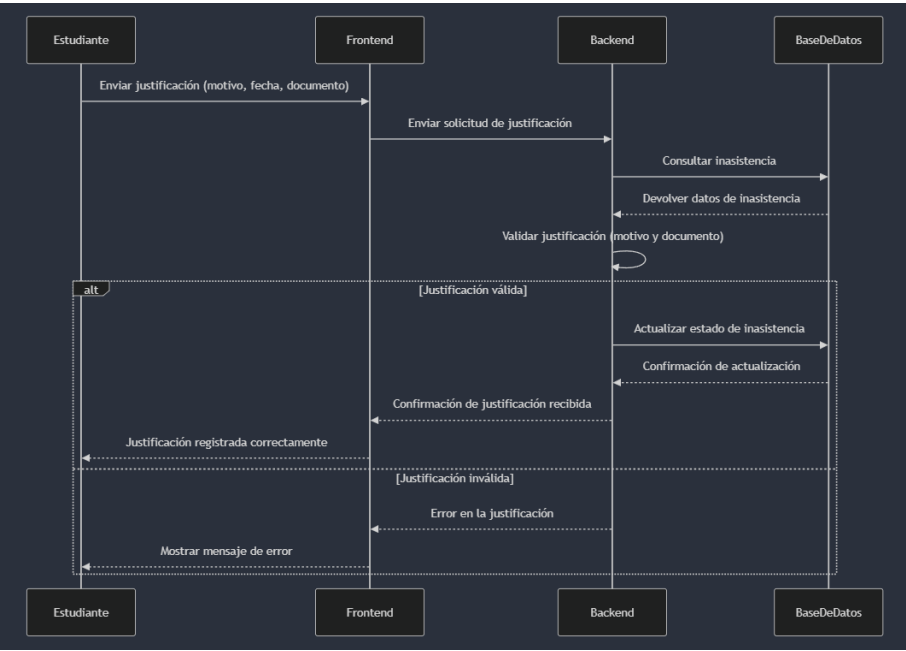 Estudiante
Frontend
Backend
BaseDeDatos
Enviar justificación (motivo, fecha, documento)
Enviar solicitud de justificación
Consultar inasistencia
Devolver datos de inasistencia
Validar justificación (motivo y documento)
alt
[Justificación válida]
Actualizar estado de inasistencia
Confirmación de actualización
Confirmación de justificación recibida
Justificación registrada correctamente
[Justificación inválida]
Error en la justificación
Mostrar mensaje de error
Estudiante
Frontend
Backend
BaseDeDatos